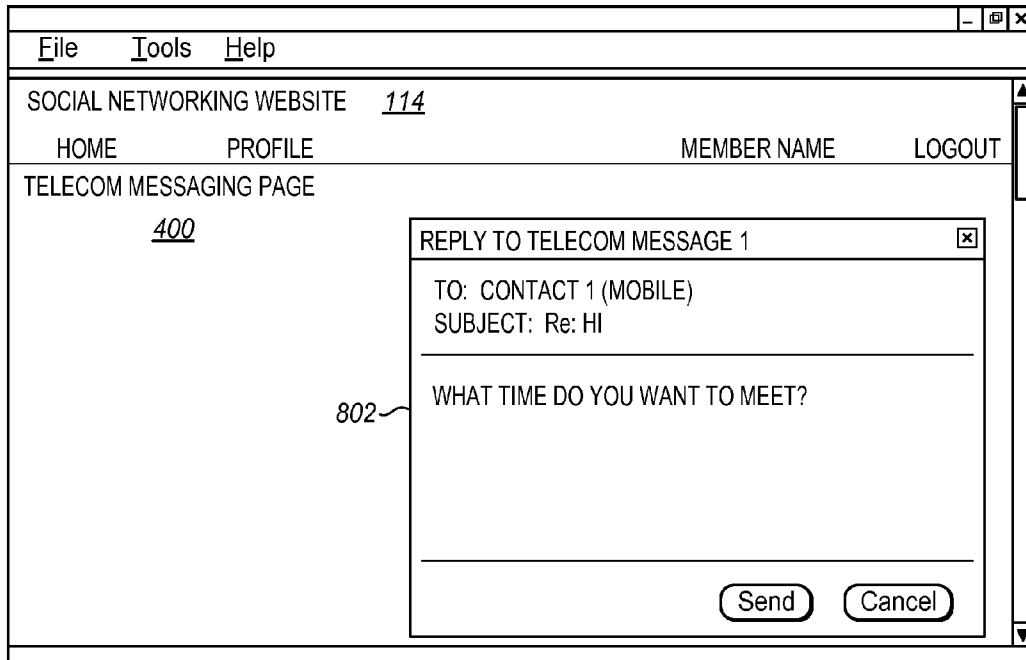 File Tools Help
SOCIAL NETWORKING WEBSITE 114
HOME PROFILE MEMBER NAME LOGOUT
TELECOM MESSAGING PAGE
400
REPLY TO TELECOM MESSAGE 1
TO: CONTACT 1 (MOBILE)
SUBJECT: Re: HI
WHAT TIME DO YOU WANT TO MEET?
802
Send Cancel